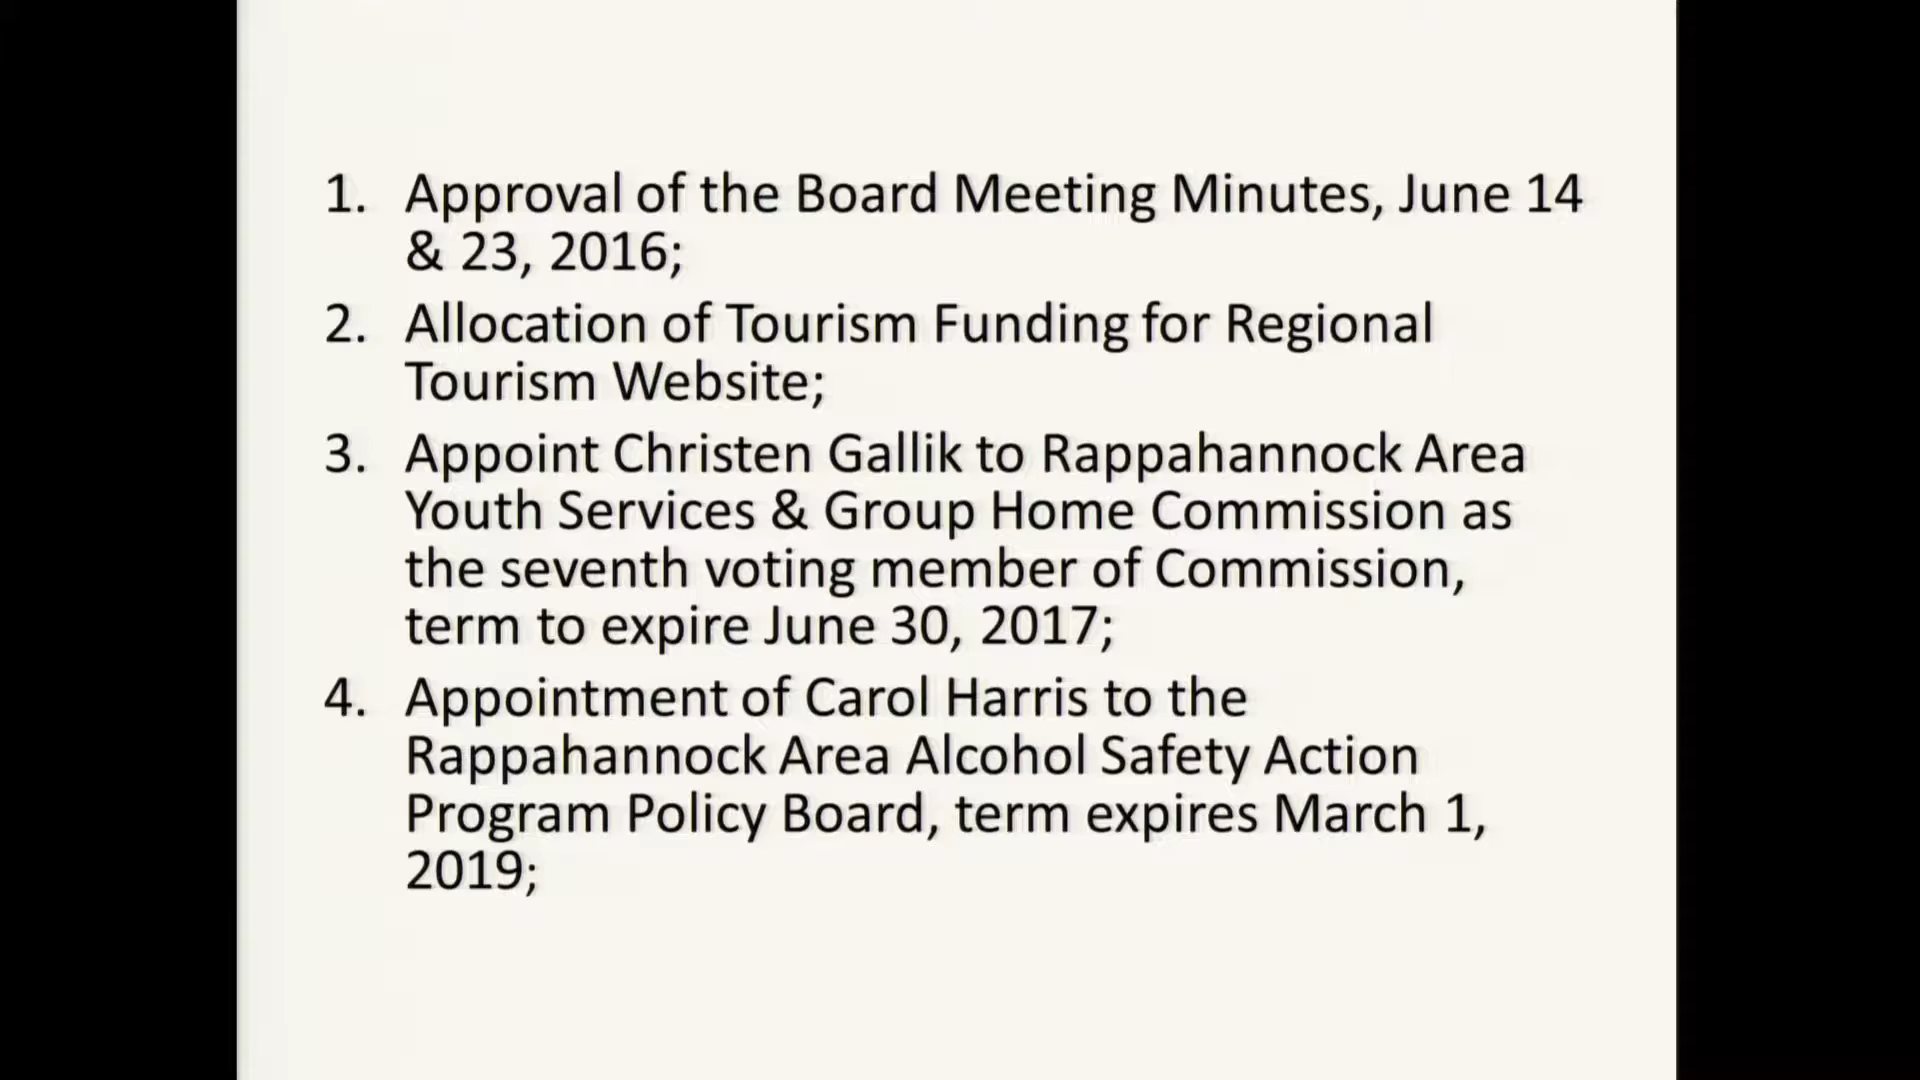 1. Approval of the Board Meeting Minutes, June 14
& 23, 2016;
2. Allocation of Tourism Funding for Regional
Tourism Website;
3. Appoint Christen Gallik to Rappahannock Area
Youth Services & Group Home Commission as
the seventh voting member of Commission,
term to expire June 30, 2017;
4. Appointment of Carol Harris to the
Rappahannock Area Alcohol Safety Action
Program Policy Board, term expires March 1,
2019;